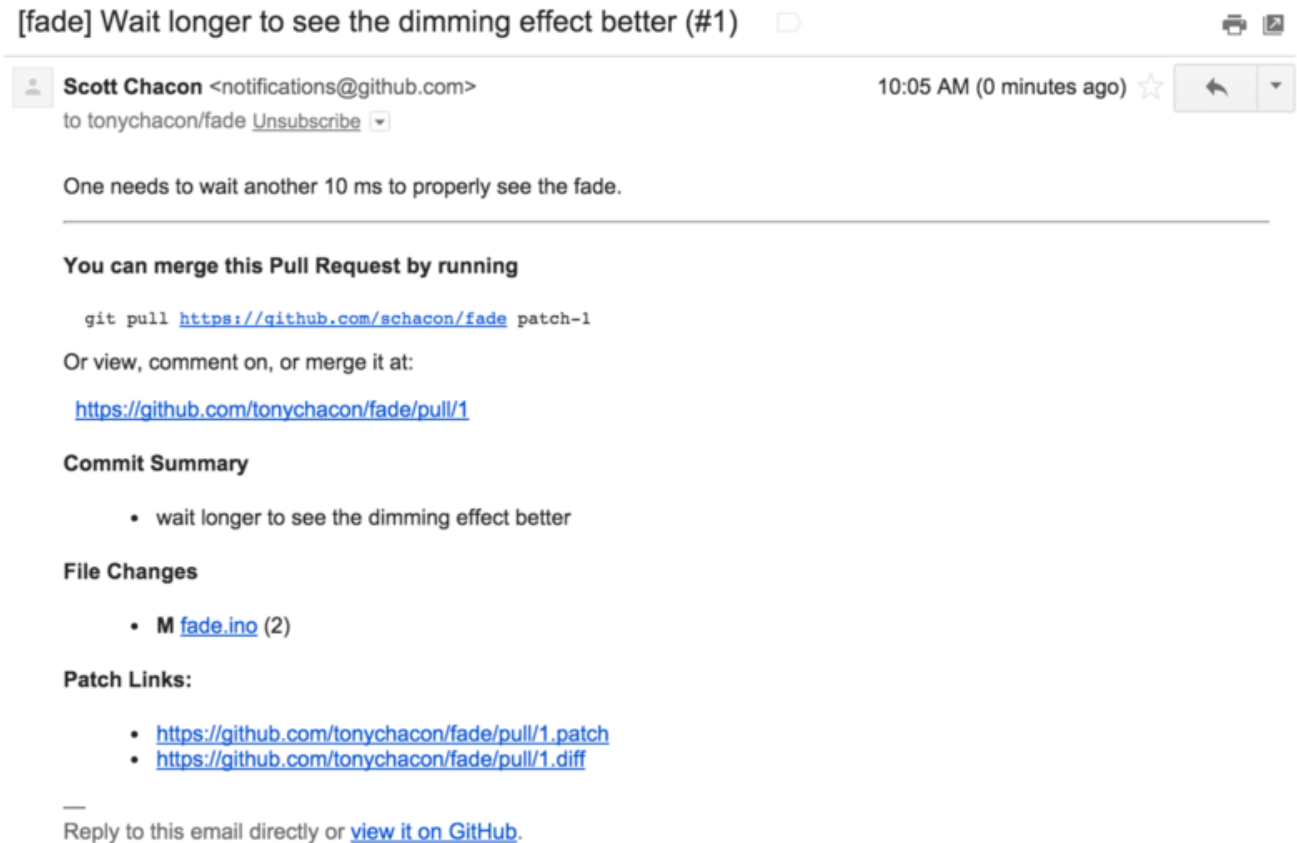 [fade] Wait longer to see the dimming effect better (#1)
Scott Chacon <notifications@github.com>
10:05 AM (0 minutes ago)
to tonychacon/fade Unsubscribe
One needs to wait another 10 ms to properly see the fade.
You can merge this Pull Request by running
git pull https://github.com/schacon/fade patch-1
Or view, comment on, or merge it at:
https://github.com/tonychacon/fade/pull/1
Commit Summary
• wait longer to see the dimming effect better
File Changes
• M fade.ino (2)
Patch Links:
• https://github.com/tonychacon/fade/pull/1.patch
• https://github.com/tonychacon/fade/pull/1.diff
—
Reply to this email directly or view it on GitHub.